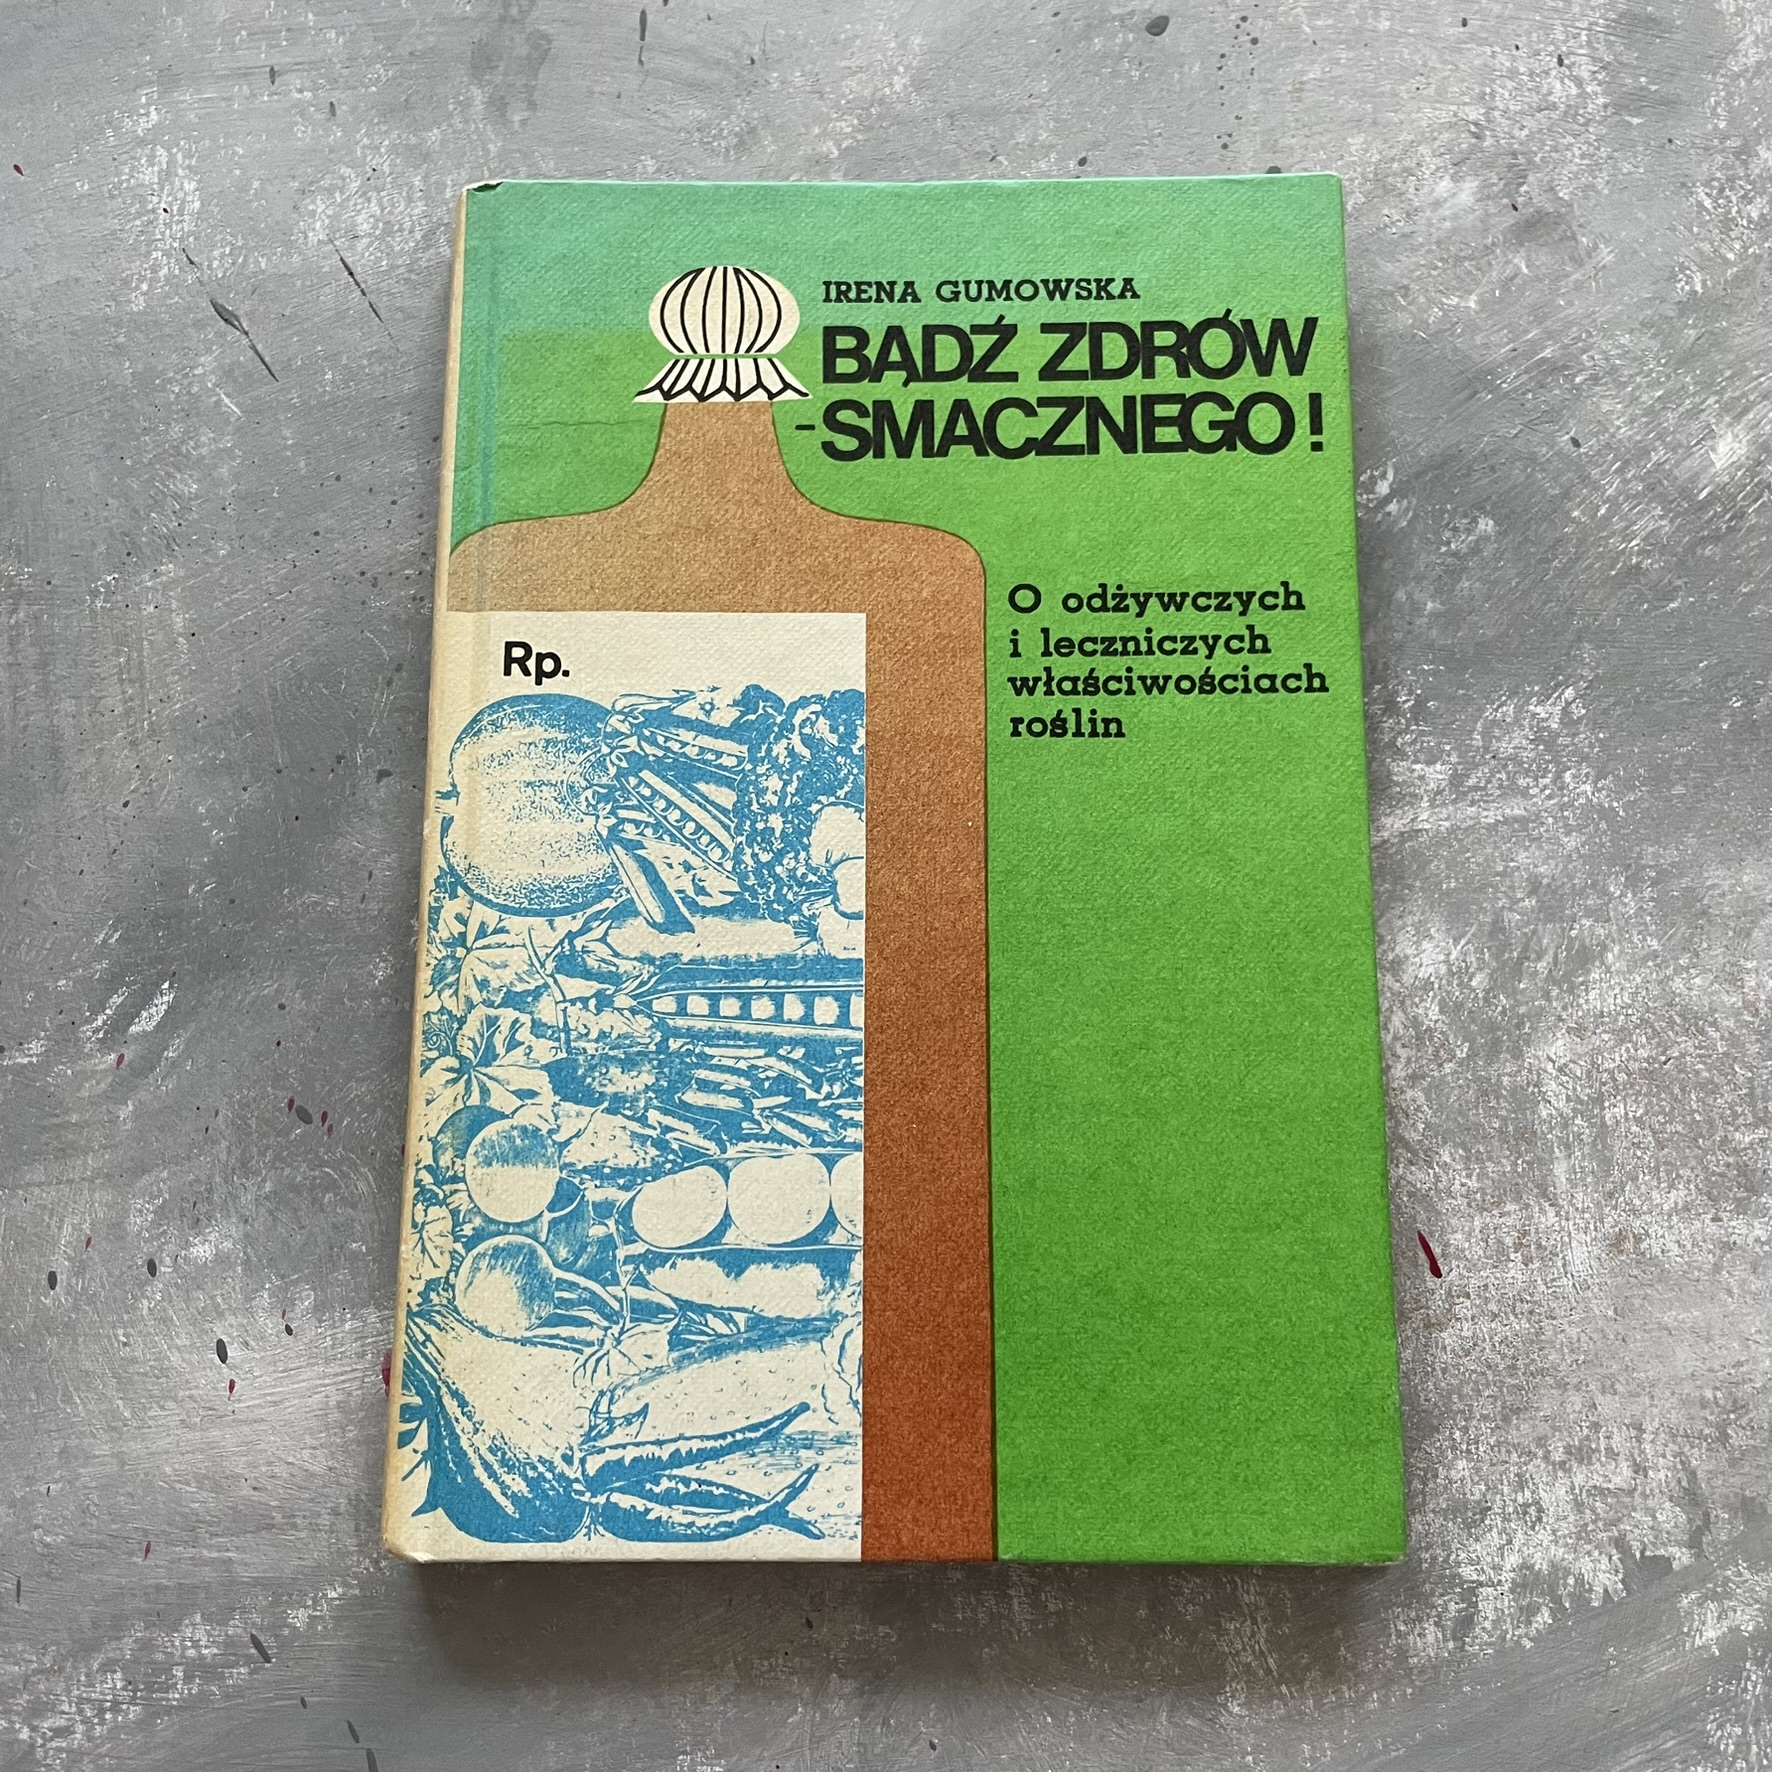 IRENA GUMOWSKA
BĄDŹ ZDRÓW
-SMACZNEGO!
O odżywczych
i leczniczych
właściwościach
roślin
Rp.